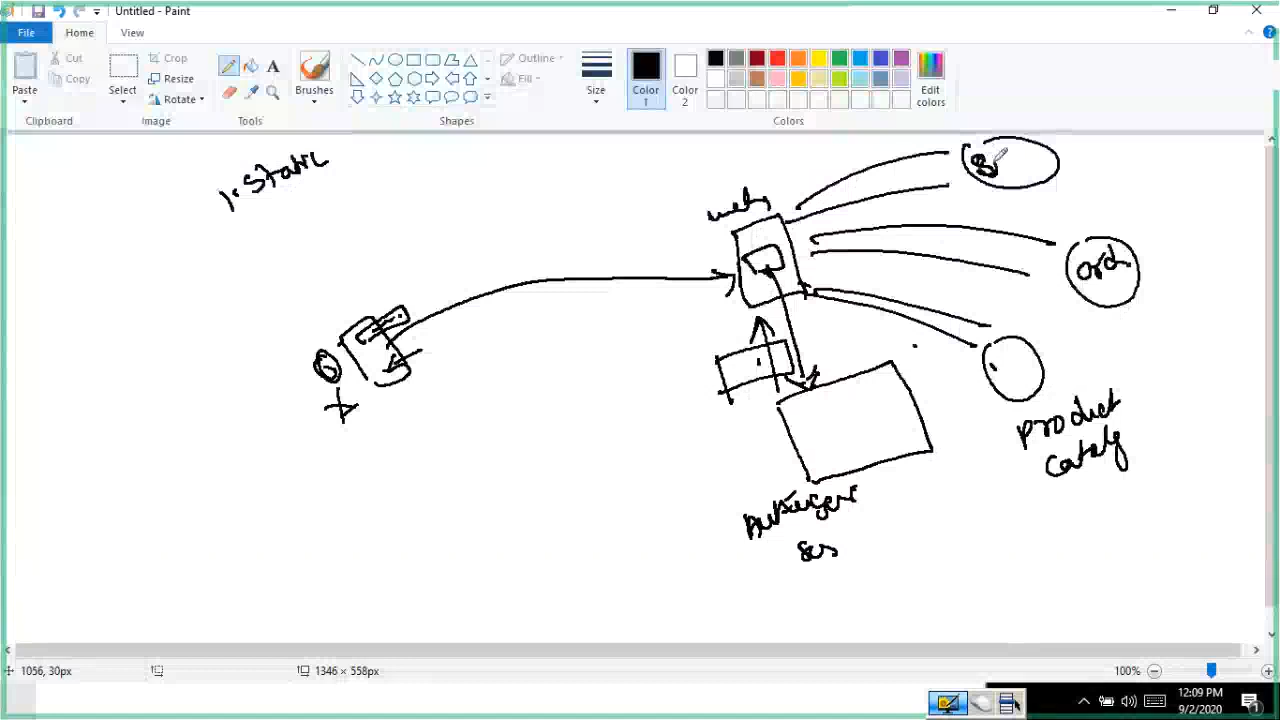 Untitled - Paint
File
Home
View
Paste
Cut
Copy
Clipboard
Select
Crop
Resize
Rotate
Image
Tools
Brushes
Shapes
Outline
Fill
Size
Color 1
Color 2
Edit colors
Colors
1. Static
ord
product
catalg
1056, 30px
1346 × 558px
100%
12:09 PM
9/2/2020